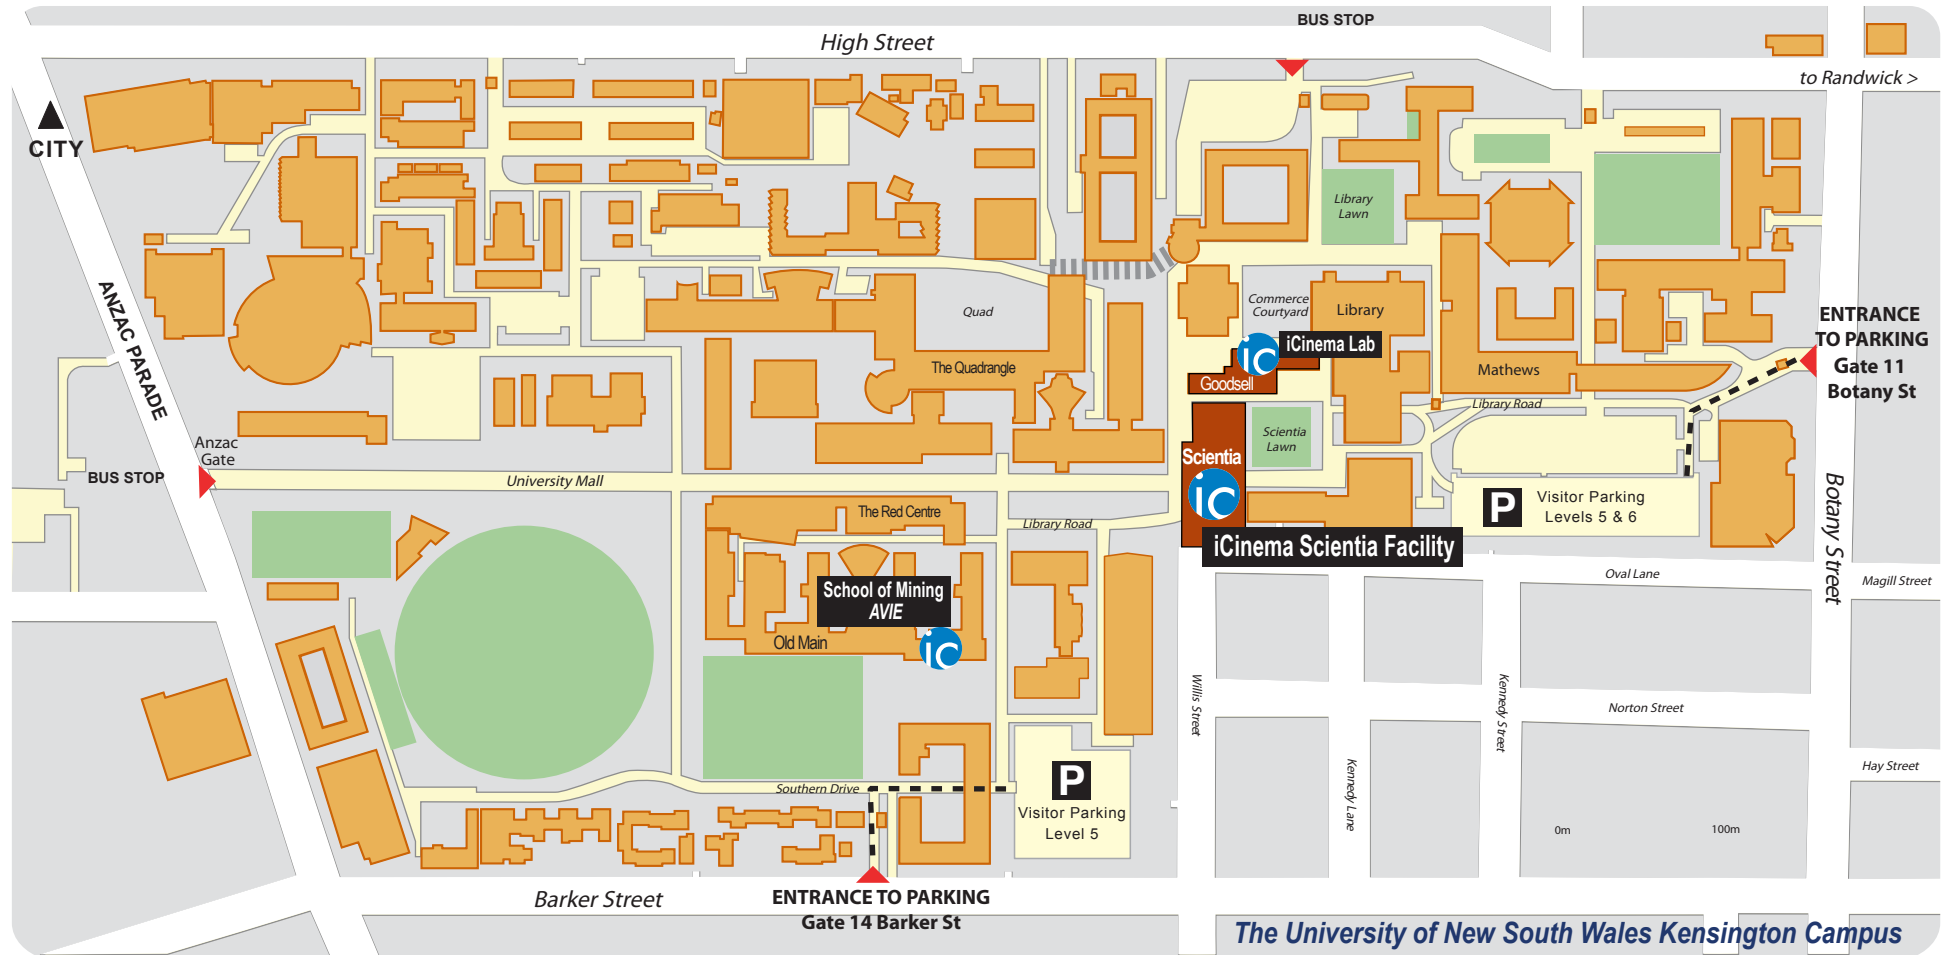 BUS STOP
High Street
to Randwick >
CITY
Library
Lawn
ANZAC PARADE
Quad
Commerce
Courtyard
Library
iCinema Lab
ic
ENTRANCE
TO PARKING
Gate 11
Botany St
The Quadrangle
Goodsell
Mathews
Library Road
Anzac
Gate
BUS STOP
University Mall
Scientia
ic
Scientia
Lawn
P
Visitor Parking
Levels 5 & 6
Botany Street
The Red Centre
Library Road
iCinema Scientia Facility
Oval Lane
Magill Street
School of Mining
AVIE
Old Main
ic
Willis Street
Kennedy Street
Norton Street
Kennedy Lane
Hay Street
Southern Drive
P
Visitor Parking
Level 5
0m
100m
Barker Street
ENTRANCE TO PARKING
Gate 14 Barker St
The University of New South Wales Kensington Campus